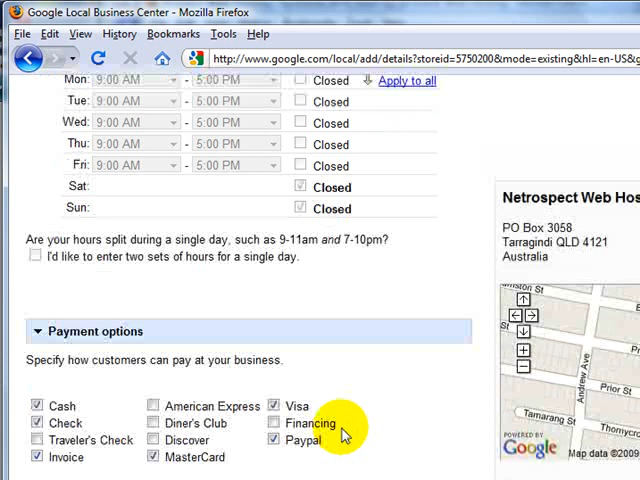 Google Local Business Center - Mozilla Firefox
File Edit View History Bookmarks Tools Help
http://www.google.com/local/add/details?storeid=5750200&mode=existing&hl=en-US&g
Mon: 9:00 AM - 5:00 PM Closed Apply to all
Tue: 9:00 AM - 5:00 PM Closed
Wed: 9:00 AM - 5:00 PM Closed
Thu: 9:00 AM - 5:00 PM Closed
Fri: 9:00 AM - 5:00 PM Closed
Sat: Closed
Sun: Closed
Are your hours split during a single day, such as 9-11am and 7-10pm?
I'd like to enter two sets of hours for a single day.
Payment options
Specify how customers can pay at your business.
Cash American Express Visa
Check Diner's Club Financing
Traveler's Check Discover Paypal
Invoice MasterCard
Netrospect Web Hos
PO Box 3058
Tarragindi QLD 4121
Australia
Andrew Ave
Prior St
Tamarang St
POWERED BY
Google Map data ©2009